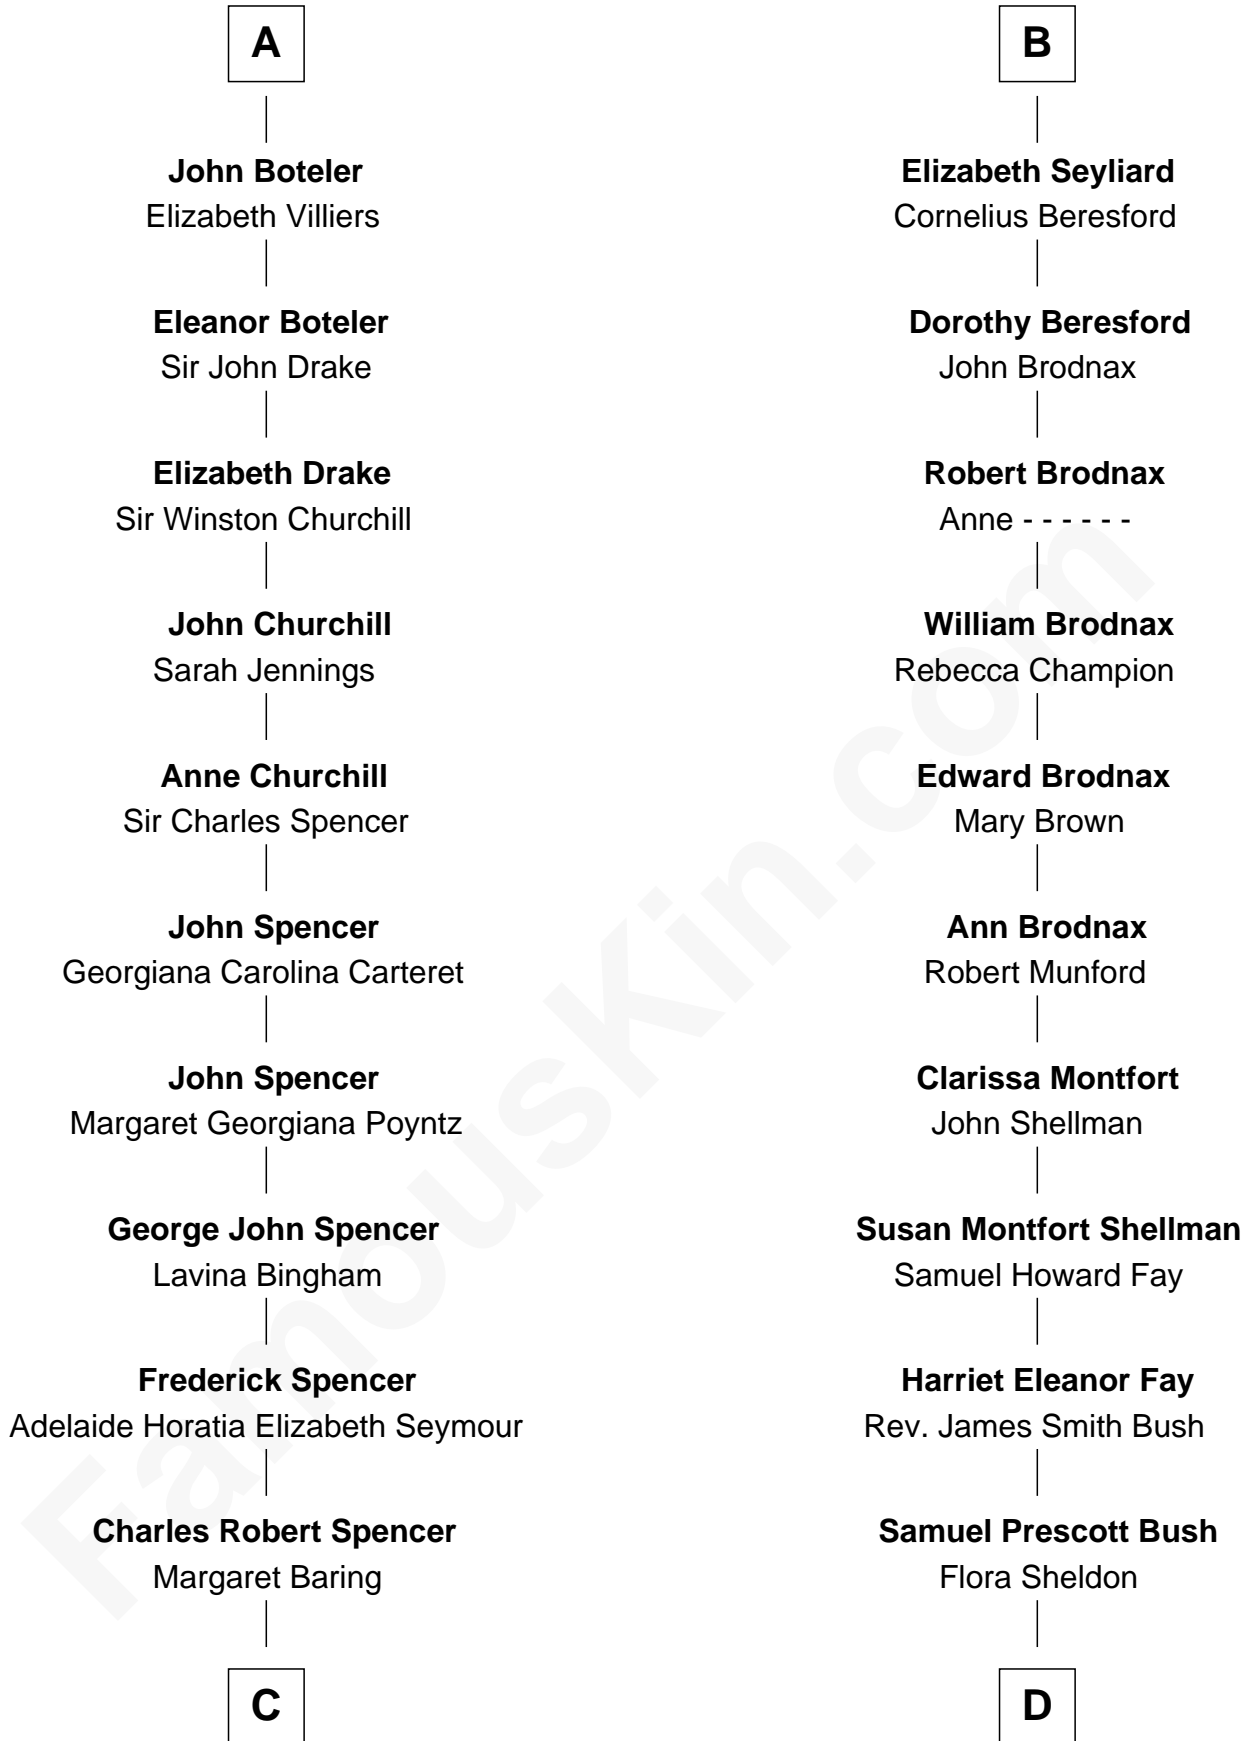 A
John Boteler
Elizabeth Villiers
Eleanor Boteler
Sir John Drake
Elizabeth Drake
Sir Winston Churchill
John Churchill
Sarah Jennings
Anne Churchill
Sir Charles Spencer
John Spencer
Georgiana Carolina Carteret
John Spencer
Margaret Georgiana Poyntz
George John Spencer
Lavina Bingham
Frederick Spencer
Adelaide Horatia Elizabeth Seymour
Charles Robert Spencer
Margaret Baring
C
B
Elizabeth Seyliard
Cornelius Beresford
Dorothy Beresford
John Brodnax
Robert Brodnax
Anne - - - - - -
William Brodnax
Rebecca Champion
Edward Brodnax
Mary Brown
Ann Brodnax
Robert Munford
Clarissa Montfort
John Shellman
Susan Montfort Shellman
Samuel Howard Fay
Harriet Eleanor Fay
Rev. James Smith Bush
Samuel Prescott Bush
Flora Sheldon
D
FamousKin.com